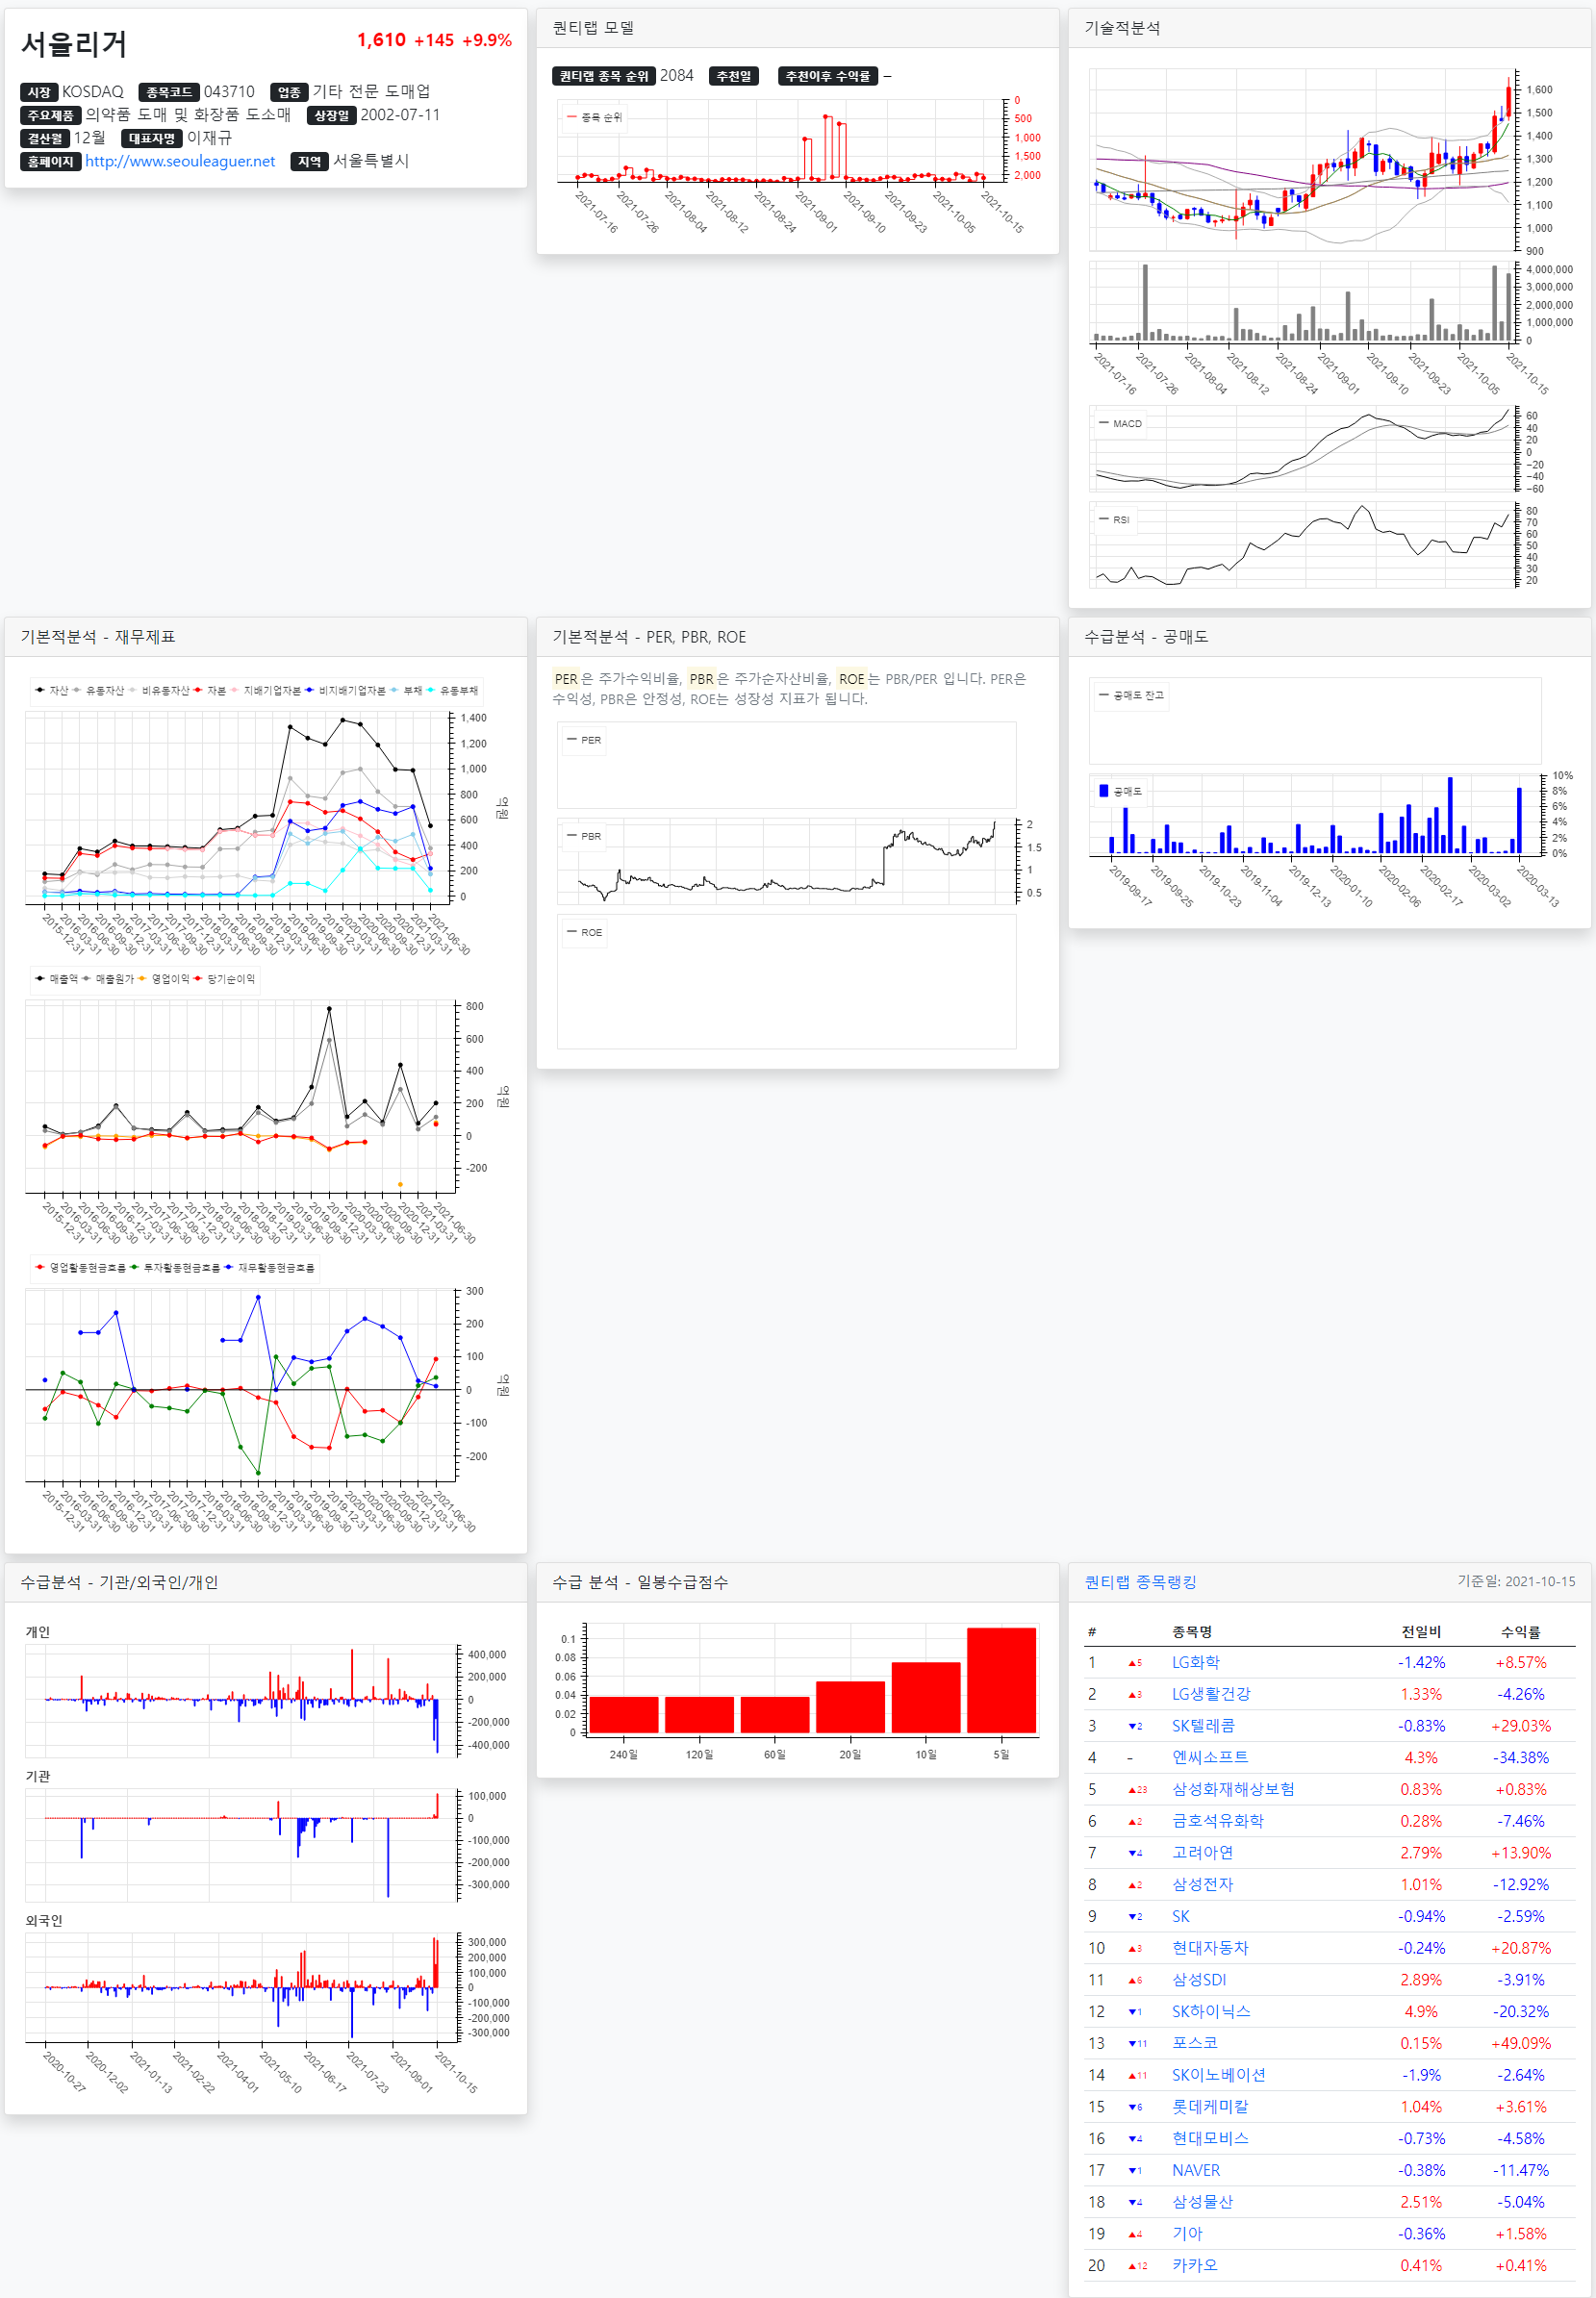 서울리거
1,610 +145 +9.9%
시장 KOSDAQ 종목코드 043710 업종 기타 전문 도매업
주요제품 의약품 도매 및 화장품 도소매 상장일 2002-07-11
결산월 12월 대표자명 이재규
홈페이지 http://www.seouleaguer.net 지역 서울특별시
퀀티랩 모델
퀀티랩 종목 순위 2084 추천일 추천이후 수익률 –
종목 순위
0
500
1,000
1,500
2,000
2021-07-16 2021-07-26 2021-08-04 2021-08-12 2021-08-24 2021-09-01 2021-09-10 2021-09-23 2021-10-05 2021-10-15
기술적분석
1,600
1,500
1,400
1,300
1,200
1,100
1,000
900
4,000,000
3,000,000
2,000,000
1,000,000
0
2021-07-16 2021-07-26 2021-08-04 2021-08-12 2021-08-24 2021-09-01 2021-09-10 2021-09-23 2021-10-05 2021-10-15
MACD
60
40
20
0
−20
−40
−60
RSI
80
70
60
50
40
30
20
기본적분석 - 재무제표
자산 유동자산 비유동자산 자본 지배기업자본 비지배기업자본 부채 유동부채
1,400
1,200
1,000
800
600
400
200
0
억원
2015-12-31 2016-03-31 2016-06-30 2016-09-30 2016-12-31 2017-03-31 2017-06-30 2017-09-30 2017-12-31 2018-03-31 2018-06-30 2018-09-30 2018-12-31 2019-03-31 2019-06-30 2019-09-30 2019-12-31 2020-03-31 2020-06-30 2020-09-30 2020-12-31 2021-03-31 2021-06-30
매출액 매출원가 영업이익 당기순이익
800
600
400
200
0
-200
억원
2015-12-31 2016-03-31 2016-06-30 2016-09-30 2016-12-31 2017-03-31 2017-06-30 2017-09-30 2017-12-31 2018-03-31 2018-06-30 2018-09-30 2018-12-31 2019-03-31 2019-06-30 2019-09-30 2019-12-31 2020-03-31 2020-06-30 2020-09-30 2020-12-31 2021-03-31 2021-06-30
영업활동현금흐름 투자활동현금흐름 재무활동현금흐름
300
200
100
0
-100
-200
억원
2015-12-31 2016-03-31 2016-06-30 2016-09-30 2016-12-31 2017-03-31 2017-06-30 2017-09-30 2017-12-31 2018-03-31 2018-06-30 2018-09-30 2018-12-31 2019-03-31 2019-06-30 2019-09-30 2019-12-31 2020-03-31 2020-06-30 2020-09-30 2020-12-31 2021-03-31 2021-06-30
기본적분석 - PER, PBR, ROE
PER은 주가수익비율, PBR은 주가순자산비율, ROE는 PBR/PER 입니다. PER은
수익성, PBR은 안정성, ROE는 성장성 지표가 됩니다.
PER
PBR
2
1.5
1
0.5
ROE
수급분석 - 공매도
공매도 잔고
공매도
10%
8%
6%
4%
2%
0%
2019-09-17 2019-09-25 2019-10-23 2019-11-04 2019-12-13 2020-01-10 2020-02-06 2020-02-17 2020-03-02 2020-03-13
수급분석 - 기관/외국인/개인
개인
400,000
200,000
0
-200,000
-400,000
기관
100,000
0
-100,000
-200,000
-300,000
외국인
300,000
200,000
100,000
0
-100,000
-200,000
-300,000
2020-10-27 2020-12-02 2021-01-13 2021-02-22 2021-04-01 2021-05-10 2021-06-17 2021-07-23 2021-09-01 2021-10-15
수급 분석 - 일봉수급점수
0.1
0.08
0.06
0.04
0.02
0
240일 120일 60일 20일 10일 5일
퀀티랩 종목랭킹 기준일: 2021-10-15
# 종목명 전일비 수익률
1 ▲5 LG화학 -1.42% +8.57%
2 ▲3 LG생활건강 1.33% -4.26%
3 ▼2 SK텔레콤 -0.83% +29.03%
4 - 엔씨소프트 4.3% -34.38%
5 ▲23 삼성화재해상보험 0.83% +0.83%
6 ▲2 금호석유화학 0.28% -7.46%
7 ▼4 고려아연 2.79% +13.90%
8 ▲2 삼성전자 1.01% -12.92%
9 ▼2 SK -0.94% -2.59%
10 ▲3 현대자동차 -0.24% +20.87%
11 ▲6 삼성SDI 2.89% -3.91%
12 ▼1 SK하이닉스 4.9% -20.32%
13 ▼11 포스코 0.15% +49.09%
14 ▲11 SK이노베이션 -1.9% -2.64%
15 ▼6 롯데케미칼 1.04% +3.61%
16 ▼4 현대모비스 -0.73% -4.58%
17 ▼1 NAVER -0.38% -11.47%
18 ▼4 삼성물산 2.51% -5.04%
19 ▲4 기아 -0.36% +1.58%
20 ▲12 카카오 0.41% +0.41%